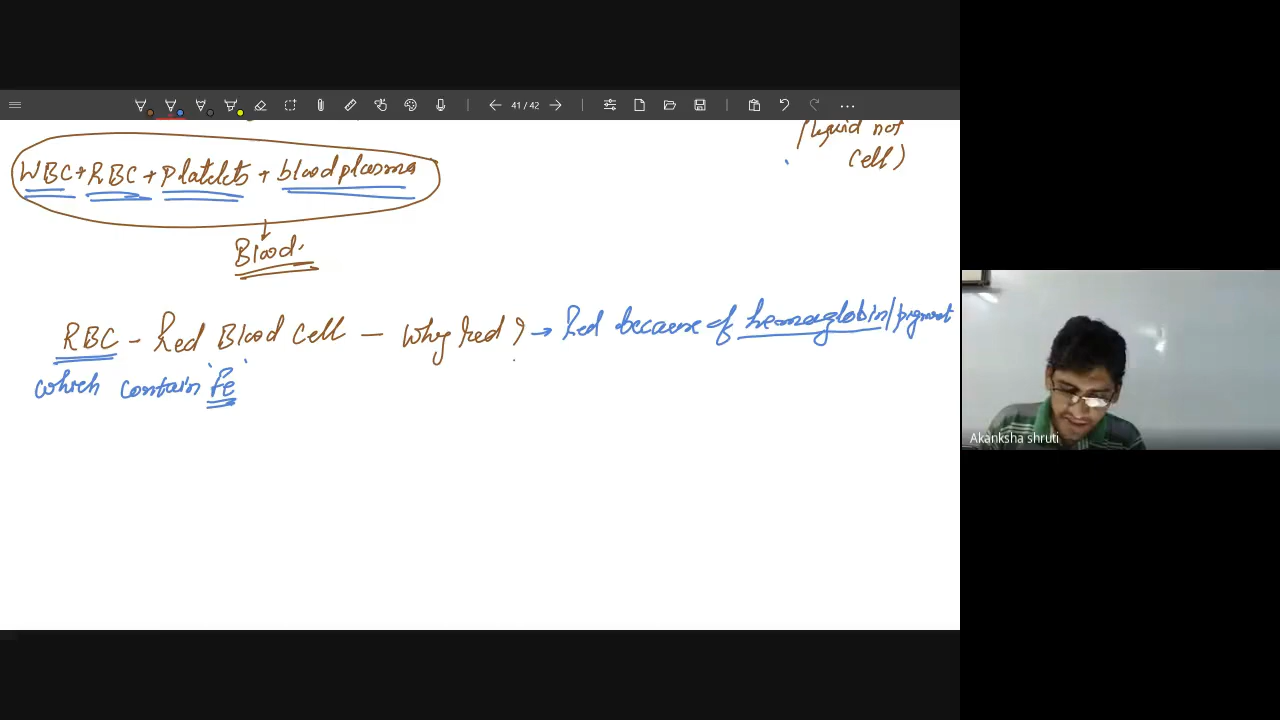 41 / 42
(liquid not
cell)
WBC + RBC + Platelets + blood plasma
Blood.
RBC - Red Blood Cell - Why red? → Red because of hemaglobin/pigment
which contain 'Fe'
Akanksha shruti